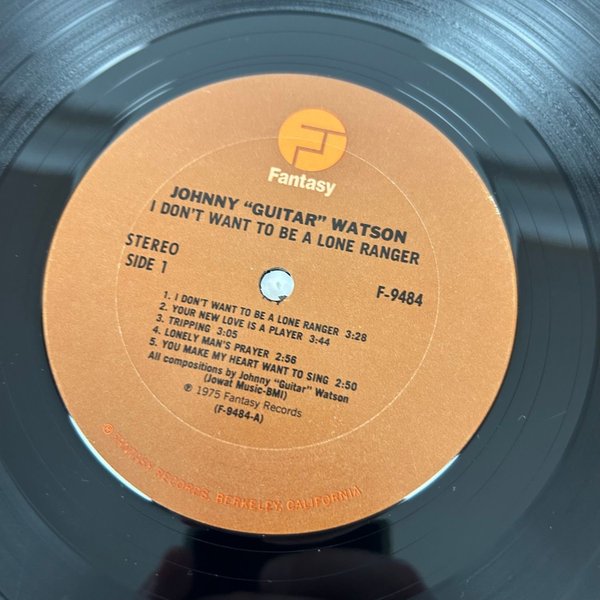 Fantasy
JOHNNY "GUITAR" WATSON
I DON'T WANT TO BE A LONE RANGER
STEREO
SIDE 1
F-9484
1. I DON'T WANT TO BE A LONE RANGER 3:28
2. YOUR NEW LOVE IS A PLAYER 3:44
3. TRIPPING 3:05
4. LONELY MAN'S PRAYER 2:56
5. YOU MAKE MY HEART WANT TO SING 2:50
All compositions by Johnny "Guitar" Watson
(Jowat Music-BMI)
℗ 1975 Fantasy Records
(F-9484-A)
© FANTASY RECORDS, BERKELEY, CALIFORNIA